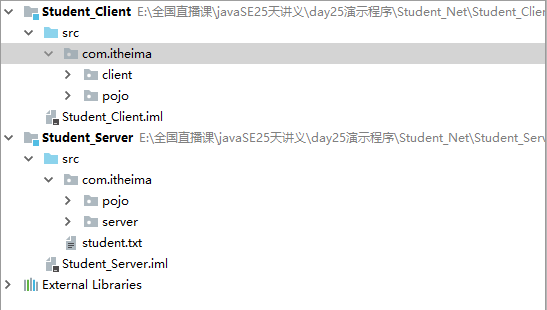 Student_Client E:\全国直播课\javaSE25天讲义\day25演示程序\Student_Net\Student_Clien
src
com.itheima
client
pojo
Student_Client.iml
Student_Server E:\全国直播课\javaSE25天讲义\day25演示程序\Student_Net\Student_Serv
src
com.itheima
pojo
server
student.txt
Student_Server.iml
External Libraries